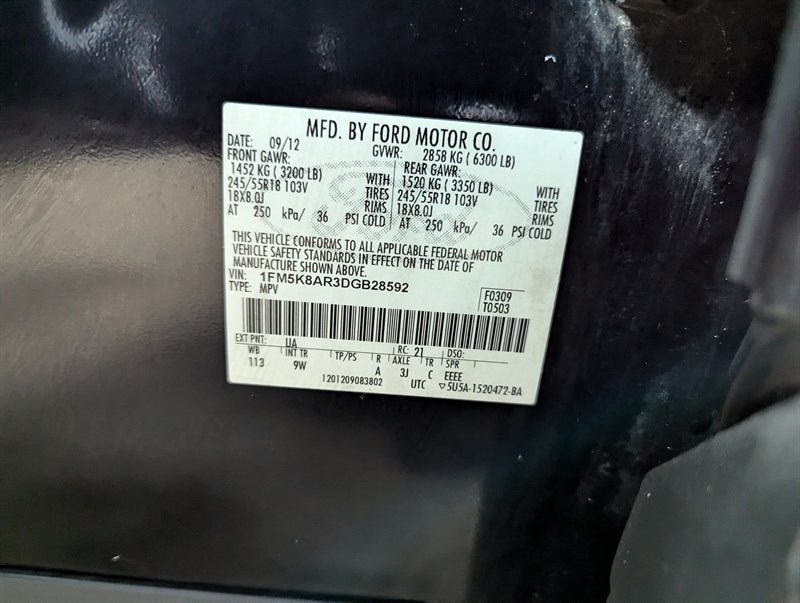 MFD. BY FORD MOTOR CO.
DATE: 09/12 GVWR: 2858 KG ( 6300 LB)
FRONT GAWR: REAR GAWR:
1452 KG ( 3200 LB) WITH 1520 KG ( 3350 LB) WITH
245/55R18 103V TIRES 245/55R18 103V TIRES
18X8.0J RIMS 18X8.0J RIMS
AT 250 kPa/ 36 PSI COLD AT 250 kPa/ 36 PSI COLD
THIS VEHICLE CONFORMS TO ALL APPLICABLE FEDERAL MOTOR
VEHICLE SAFETY STANDARDS IN EFFECT ON THE DATE OF
MANUFACTURE SHOWN ABOVE.
VIN: 1FM5K8AR3DGB28592
TYPE: MPV
F0309
T0503
EXT PNT: UA RC: 21 DSO:
WB INT TR TP/PS R AXLE TR SPR
113 9W A 3J C EEEE
1201209083802 UTC ▽5U5A-1520472-BA